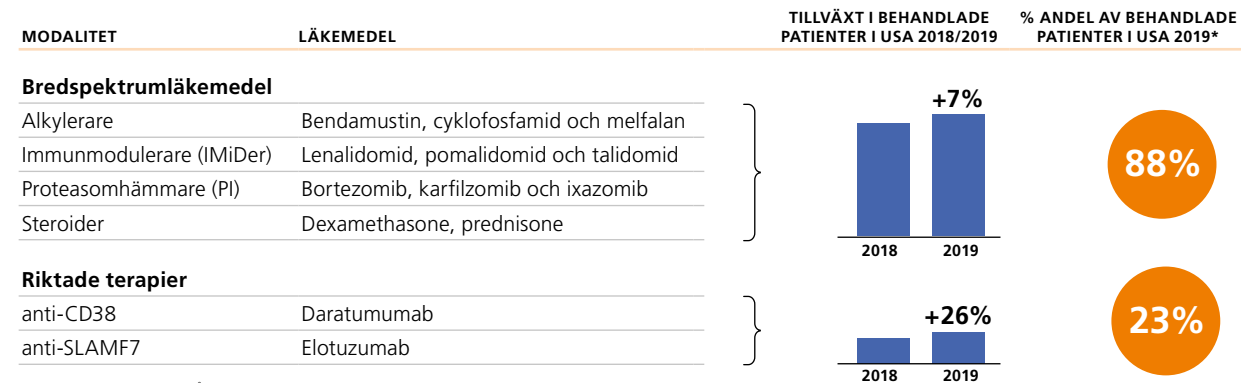 MODALITET LÄKEMEDEL TILLVÄXT I BEHANDLADE PATIENTER I USA 2018/2019 % ANDEL AV BEHANDLADE PATIENTER I USA 2019*
Bredspektrumläkemedel
Alkylerare Bendamustin, cyklofosfamid och melfalan
Immunmodulerare (IMiDer) Lenalidomid, pomalidomid och talidomid
Proteasomhämmare (PI) Bortezomib, karfilzomib och ixazomib
Steroider Dexamethasone, prednisone
+7%
2018 2019
88%
Riktade terapier
anti-CD38 Daratumumab
anti-SLAMF7 Elotuzumab
+26%
2018 2019
23%